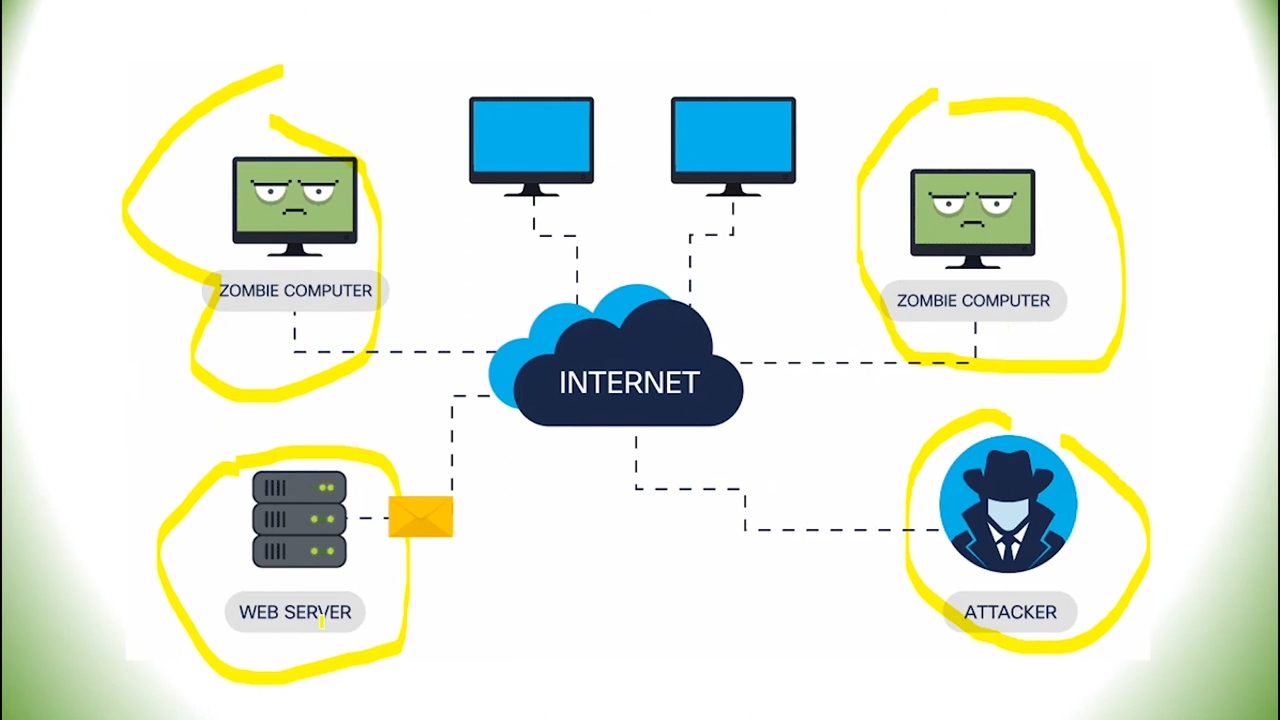 ZOMBIE COMPUTER
ZOMBIE COMPUTER
INTERNET
WEB SERVER
ATTACKER